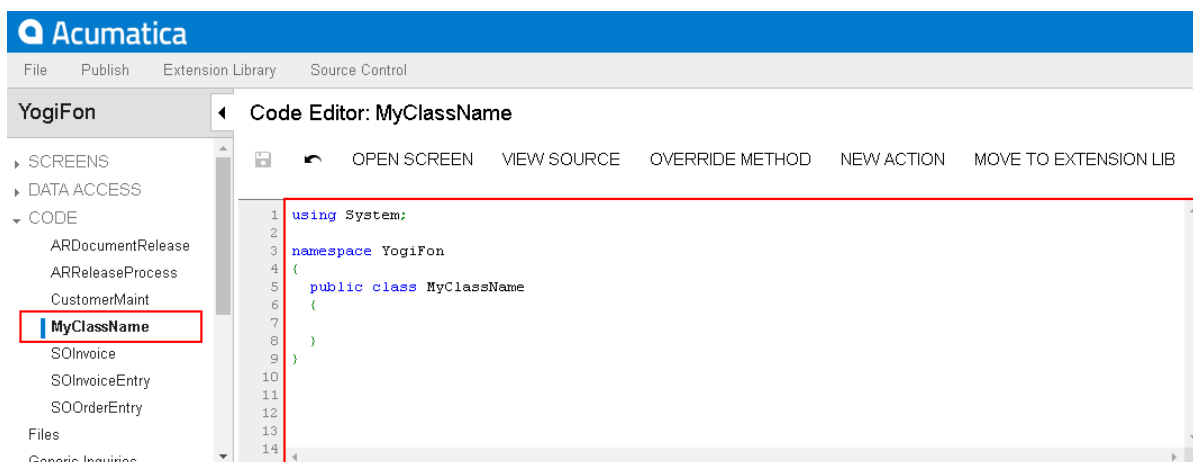 Acumatica
File Publish Extension Library Source Control
YogiFon
Code Editor: MyClassName
OPEN SCREEN VIEW SOURCE OVERRIDE METHOD NEW ACTION MOVE TO EXTENSION LIB
SCREENS
DATA ACCESS
CODE
ARDocumentRelease
ARReleaseProcess
CustomerMaint
MyClassName
SOInvoice
SOInvoiceEntry
SOOrderEntry
Files
Generic Inquiries
1 using System;
2
3 namespace YogiFon
4 {
5 public class MyClassName
6 {
7
8 }
9 }
10
11
12
13
14